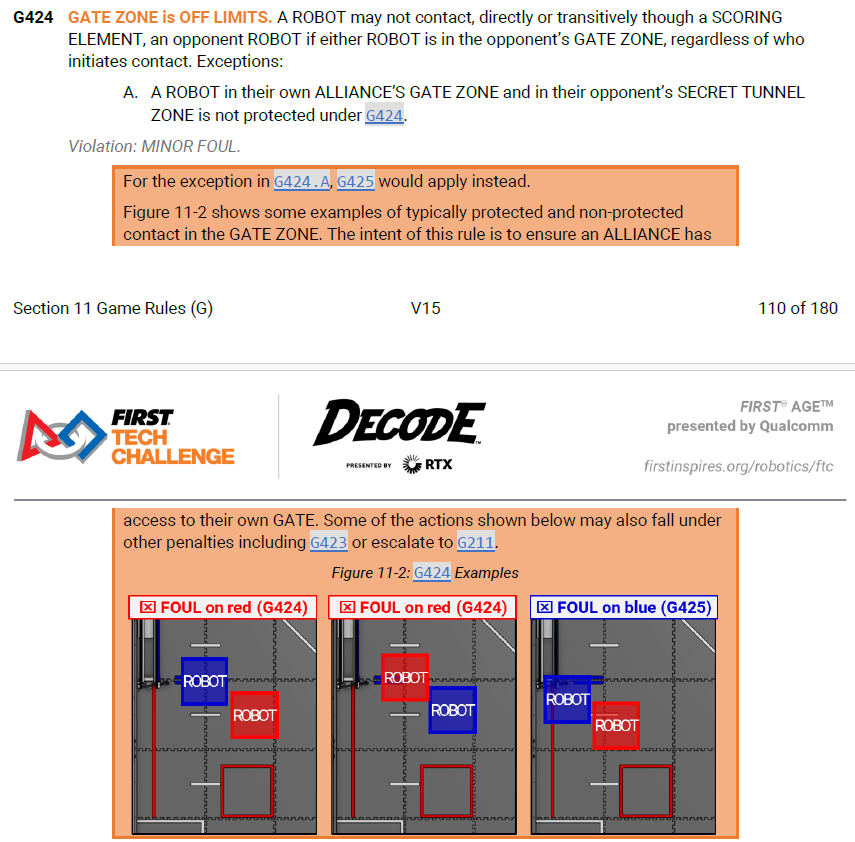 G424 GATE ZONE is OFF LIMITS. A ROBOT may not contact, directly or transitively though a SCORING
ELEMENT, an opponent ROBOT if either ROBOT is in the opponent's GATE ZONE, regardless of who
initiates contact. Exceptions:
A. A ROBOT in their own ALLIANCE'S GATE ZONE and in their opponent's SECRET TUNNEL
ZONE is not protected under G424.
Violation: MINOR FOUL.
For the exception in G424.A, G425 would apply instead.
Figure 11-2 shows some examples of typically protected and non-protected
contact in the GATE ZONE. The intent of this rule is to ensure an ALLIANCE has
Section 11 Game Rules (G) V15 110 of 180
FIRST
TECH
CHALLENGE
DECODE™
PRESENTED BY RTX
FIRST® AGE™
presented by Qualcomm
firstinspires.org/robotics/ftc
access to their own GATE. Some of the actions shown below may also fall under
other penalties including G423 or escalate to G211.
Figure 11-2: G424 Examples
☒ FOUL on red (G424) ☒ FOUL on red (G424) ☒ FOUL on blue (G425)
ROBOT
ROBOT
ROBOT
ROBOT
ROBOT
ROBOT